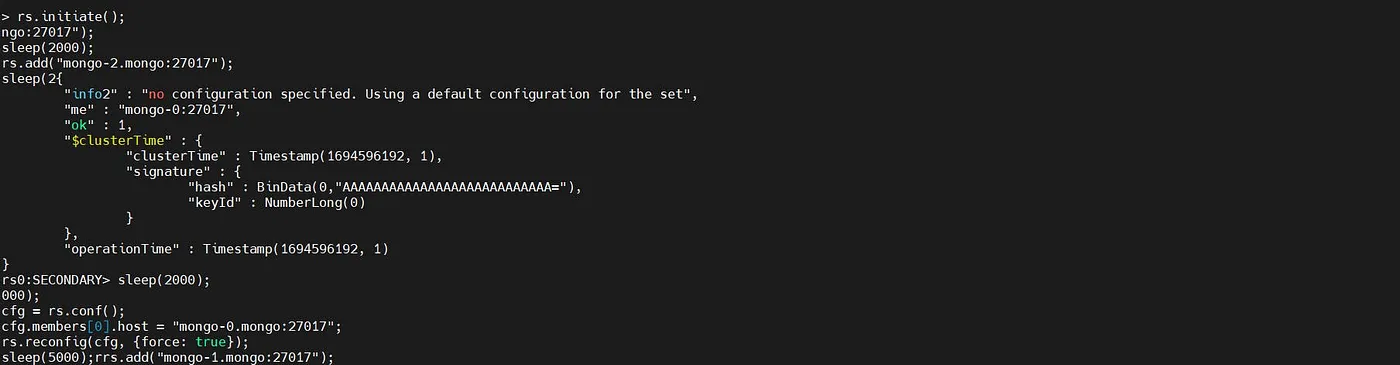 > rs.initiate();
ngo:27017");
sleep(2000);
rs.add("mongo-2.mongo:27017");
sleep(2{
        "info2" : "no configuration specified. Using a default configuration for the set",
        "me" : "mongo-0:27017",
        "ok" : 1,
        "$clusterTime" : {
                "clusterTime" : Timestamp(1694596192, 1),
                "signature" : {
                        "hash" : BinData(0,"AAAAAAAAAAAAAAAAAAAAAAAAAAA="),
                        "keyId" : NumberLong(0)
                }
        },
        "operationTime" : Timestamp(1694596192, 1)
}
rs0:SECONDARY> sleep(2000);
000);
cfg = rs.conf();
cfg.members[0].host = "mongo-0.mongo:27017";
rs.reconfig(cfg, {force: true});
sleep(5000);rrs.add("mongo-1.mongo:27017");